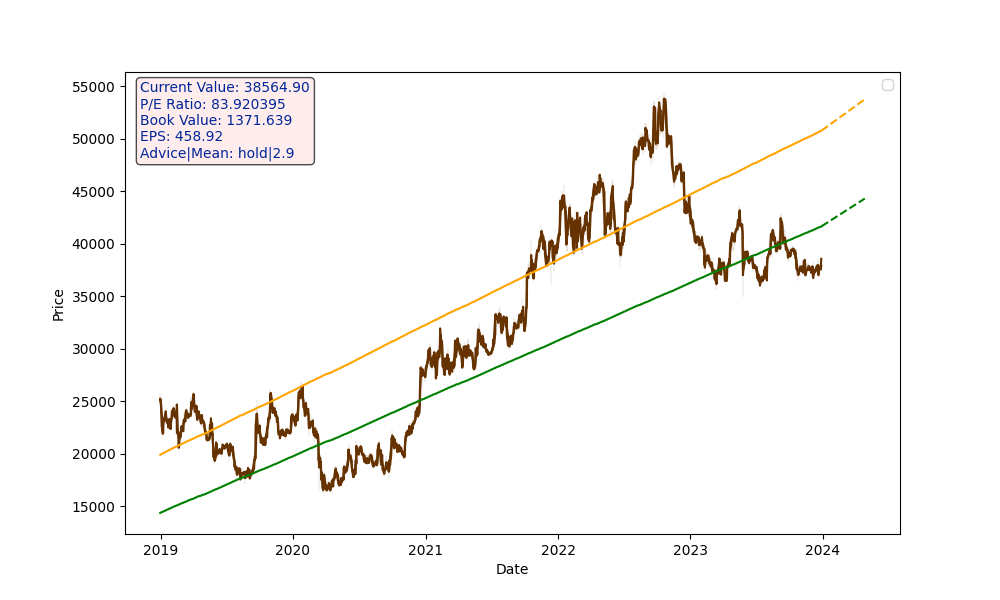 Current Value: 38564.90
P/E Ratio: 83.920395
Book Value: 1371.639
EPS: 458.92
Advice|Mean: hold|2.9
Price
55000
50000
45000
40000
35000
30000
25000
20000
15000
2019 2020 2021 2022 2023 2024
Date